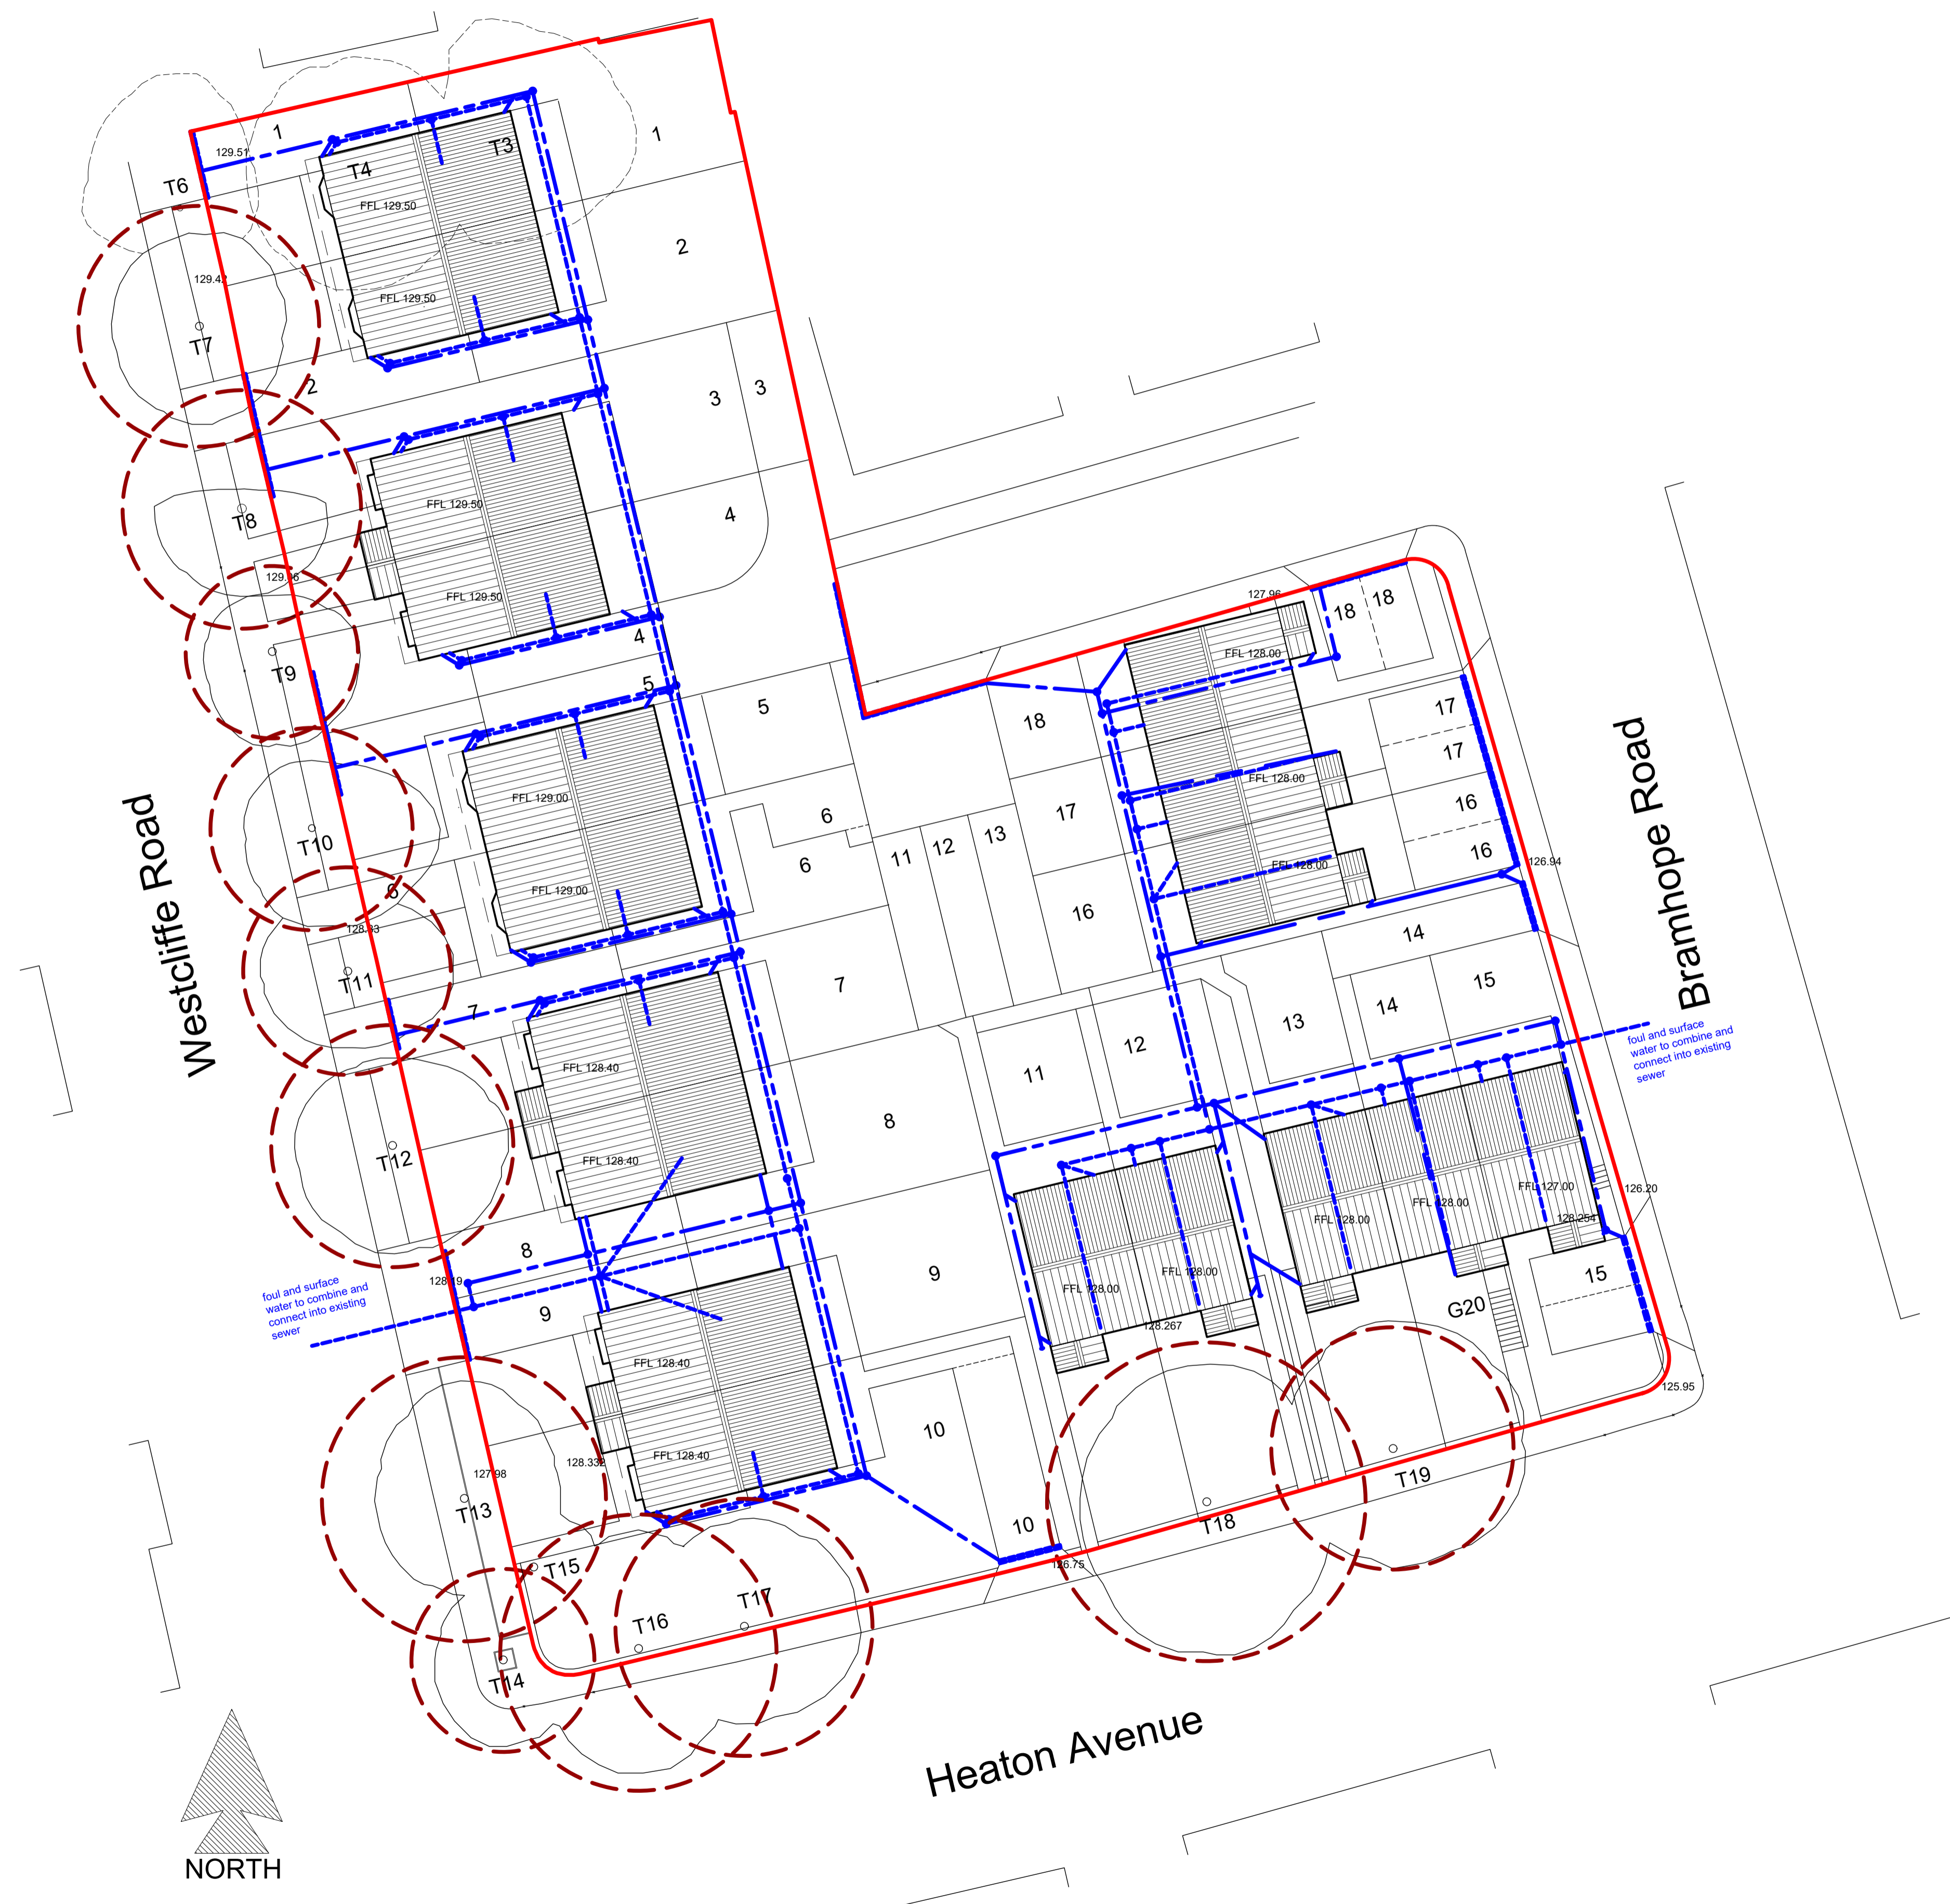 1
129.51
T3
1
T4
T6
FFL 129.50
2
129.42
FFL 129.50
T7
2
3
3
FFL 129.50
4
T8
129.
FFL 129.50
127.96
18
18
4
FFL 128.00
T9
5
5
17
18
17
FFL 128.00
FFL 129.00
6
17
16
T10
11
12
13
16
6
FFL 128.00
126.94
FFL 129.00
6
16
128.33
14
Westcliffe Road
Bramhope Road
T11
7
15
14
7
13
12
foul and surface
water to combine and
connect into existing
sewer
FFL 128.40
11
8
T12
FFL 128.40
FFL 127.00
126.20
FFL 128.00
FFL 128.00
128.254
8
FFL 128.00
9
15
128.19
FFL 128.00
foul and surface
water to combine and
connect into existing
sewer
9
G20
128.267
FFL 128.40
125.95
10
FFL 128.40
128.332
127.98
T19
T13
10
T18
126.75
T15
T17
T16
T14
Heaton Avenue
NORTH